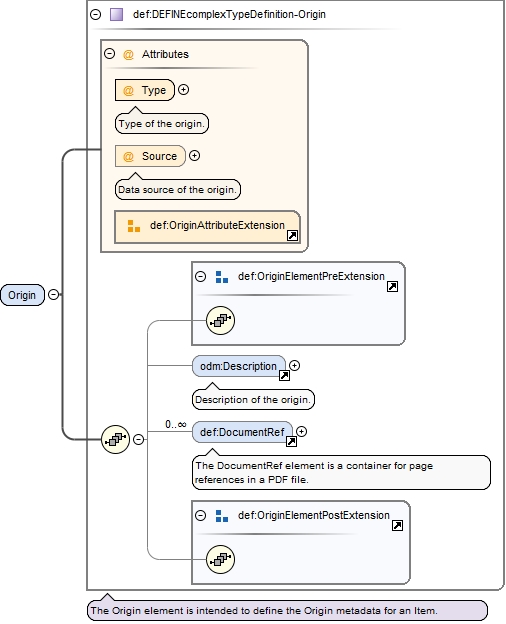 def:DEFINEcomplexTypeDefinition-Origin
@ Attributes
@ Type
Type of the origin.
@ Source
Data source of the origin.
def:OriginAttributeExtension
Origin
def:OriginElementPreExtension
odm:Description
Description of the origin.
0..∞
def:DocumentRef
The DocumentRef element is a container for page
references in a PDF file.
def:OriginElementPostExtension
The Origin element is intended to define the Origin metadata for an Item.